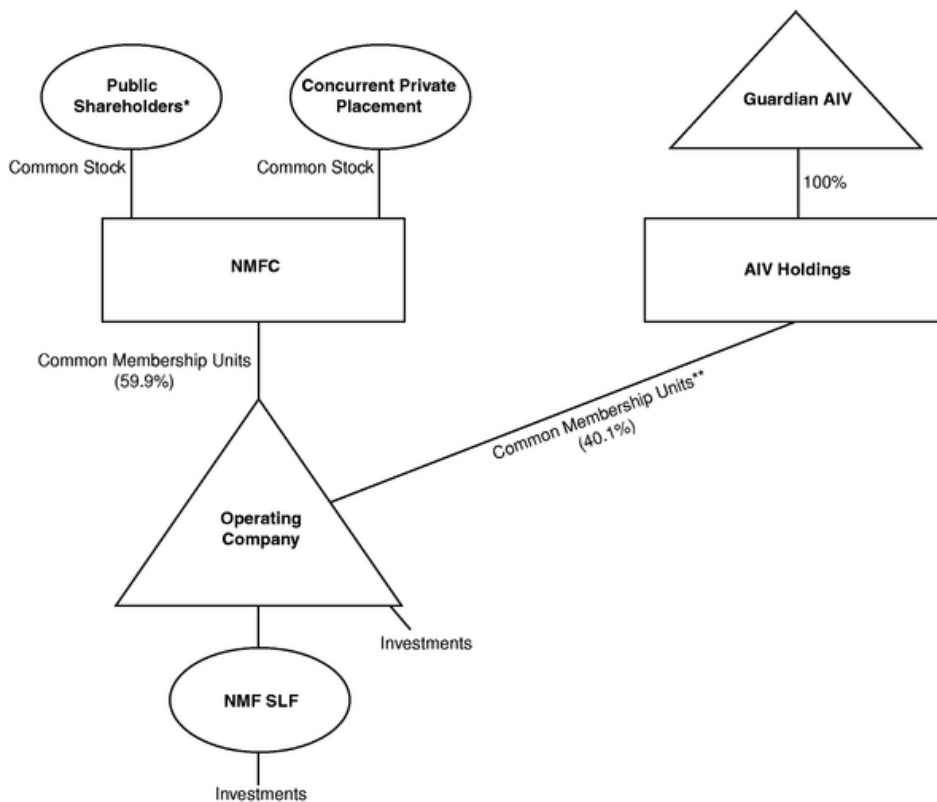 Public
Shareholders*
Concurrent Private
Placement
Guardian AIV
Common Stock
Common Stock
100%
NMFC
AIV Holdings
Common Membership Units
(59.9%)
Common Membership Units**
(40.1%)
Operating
Company
Investments
NMF SLF
Investments